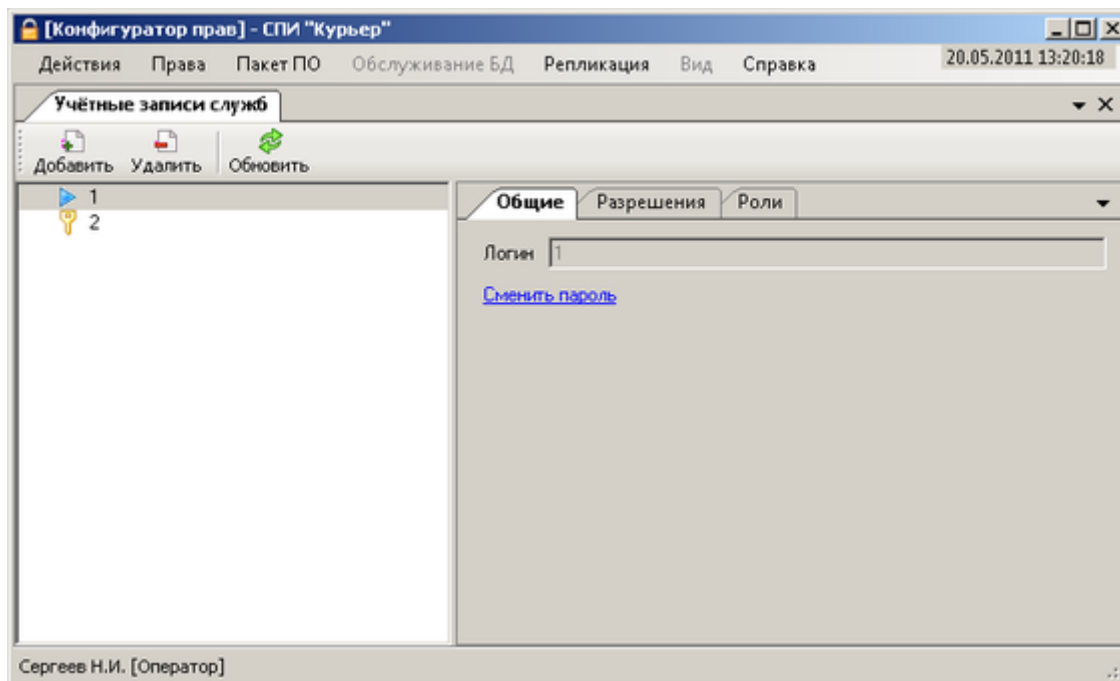 [Конфигуратор прав] - СПИ "Курьер"
Действия Права Пакет ПО Обслуживание БД Репликация Вид Справка 20.05.2011 13:20:18
Учётные записи служб
Добавить Удалить Обновить
1
2
Общие Разрешения Роли
Логин 1
Сменить пароль
Сергеев Н.И. [Оператор]